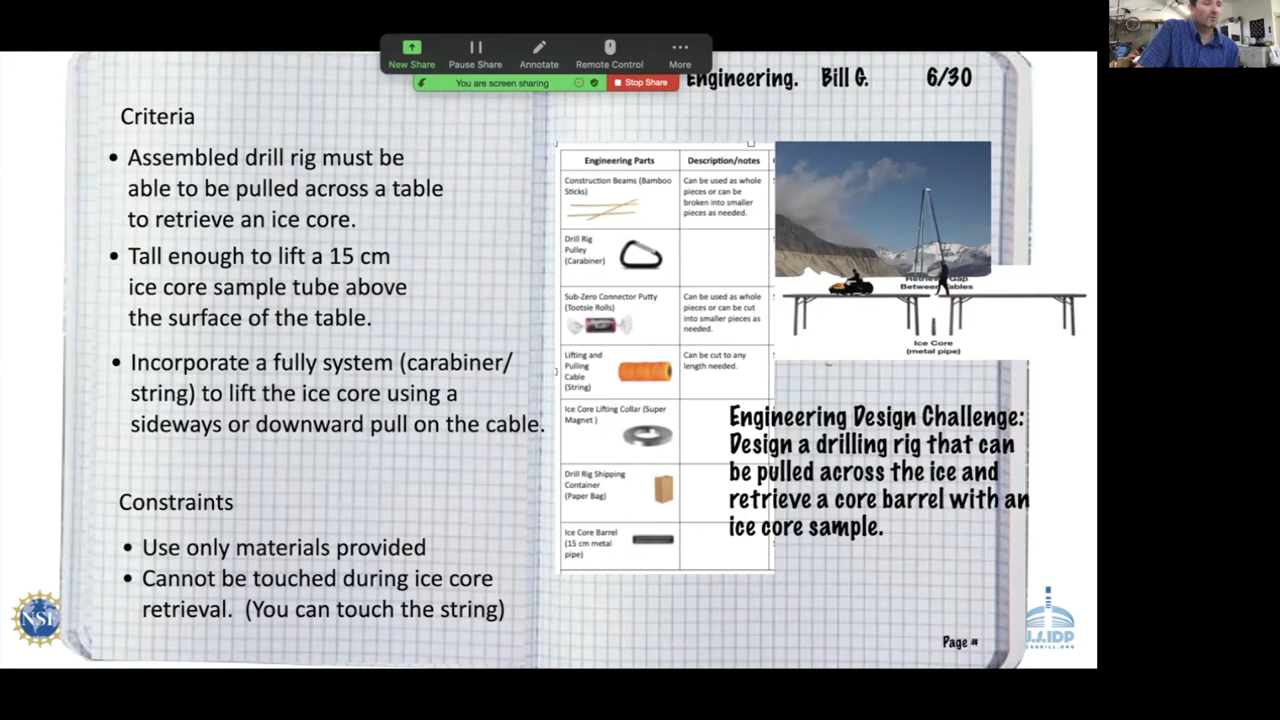 New Share
Pause Share
Annotate
Remote Control
More
You are screen sharing
Stop Share
Engineering. Bill G. 6/30
Criteria
• Assembled drill rig must be
able to be pulled across a table
to retrieve an ice core.
• Tall enough to lift a 15 cm
ice core sample tube above
the surface of the table.
• Incorporate a fully system (carabiner/
string) to lift the ice core using a
sideways or downward pull on the cable.
Constraints
• Use only materials provided
• Cannot be touched during ice core
retrieval. (You can touch the string)
Engineering Parts
Description/notes
Construction Beams (Bamboo
Sticks)
Can be used as whole
pieces or can be
broken into smaller
pieces as needed.
Drill Rig
Pulley
(Carabiner)
Sub-Zero Connector Putty
(Tootsie Rolls)
Can be used as whole
pieces or can be cut
into smaller pieces as
needed.
Lifting and
Pulling
Cable
(String)
Can be cut to any
length needed.
Ice Core Lifting Collar (Super
Magnet )
Drill Rig Shipping
Container
(Paper Bag)
Ice Core Barrel
(15 cm metal
pipe)
Gap
Between Tables
Ice Core
(metal pipe)
Engineering Design Challenge:
Design a drilling rig that can
be pulled across the ice and
retrieve a core barrel with an
ice core sample.
Page #
NSF
U.S. IDP